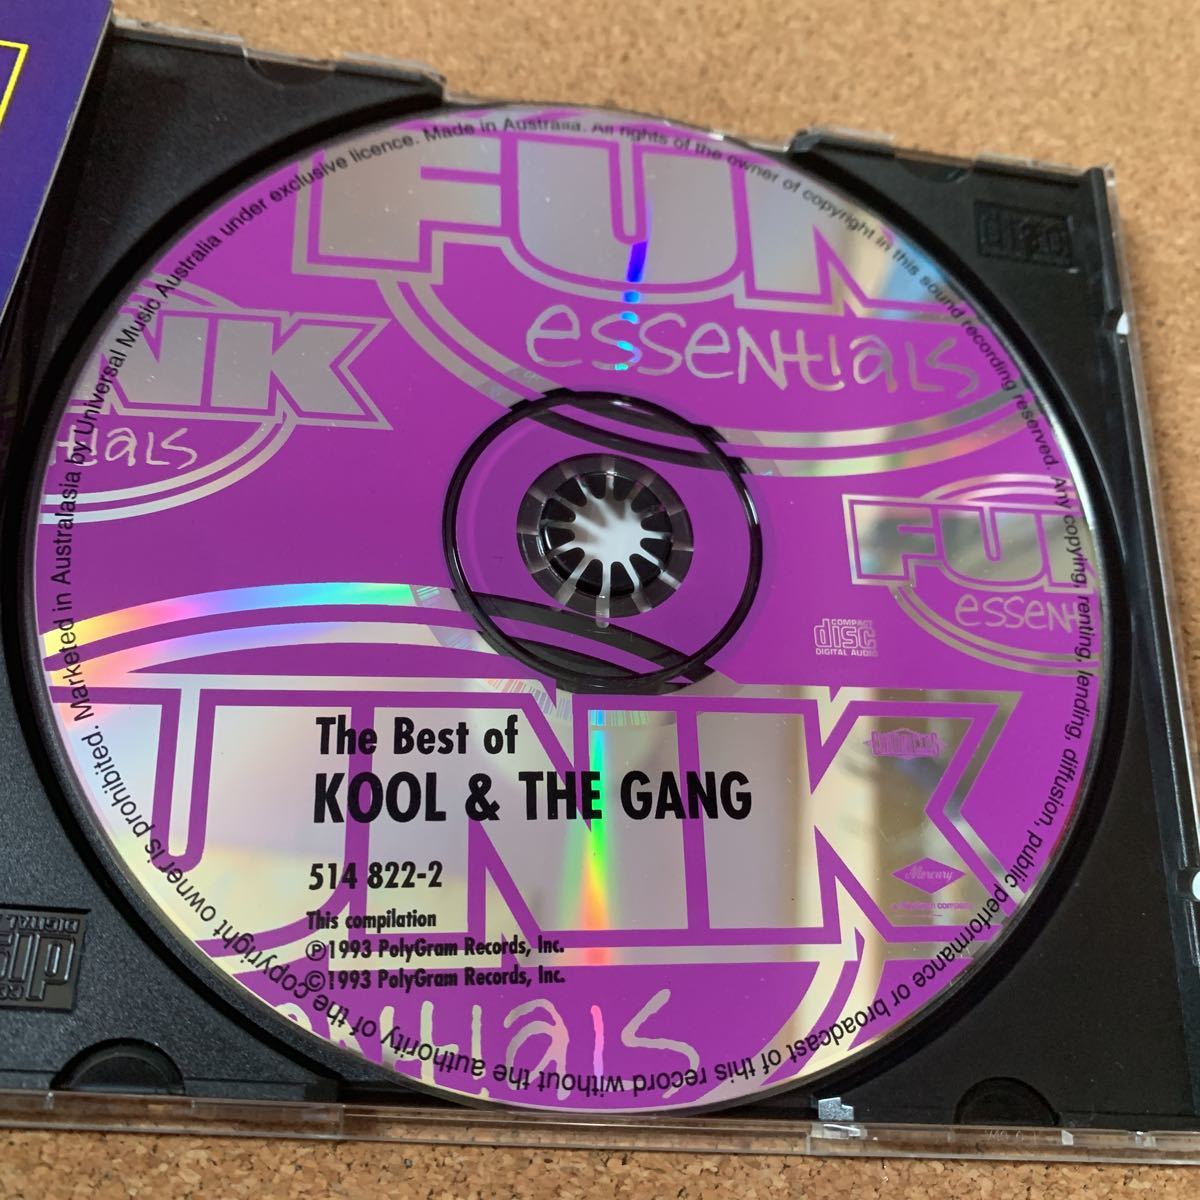 FUN
essentials
NK
ntials
FUN
essent
COMPACT
disc
DIGITAL AUDIO
UNK
The Best of
KOOL & THE GANG
514 822-2
This compilation
Ⓟ1993 PolyGram Records, Inc.
©1993 PolyGram Records, Inc.
Mercury
entials
Marketed in Australasia by Universal Music Australia under exclusive licence. Made in Australia. All rights of the owner of copyright in this sound recording reserved. Any copying, renting, lending, diffusion, public performance or broadcast of this record without the authority of the copyright owner is prohibited.